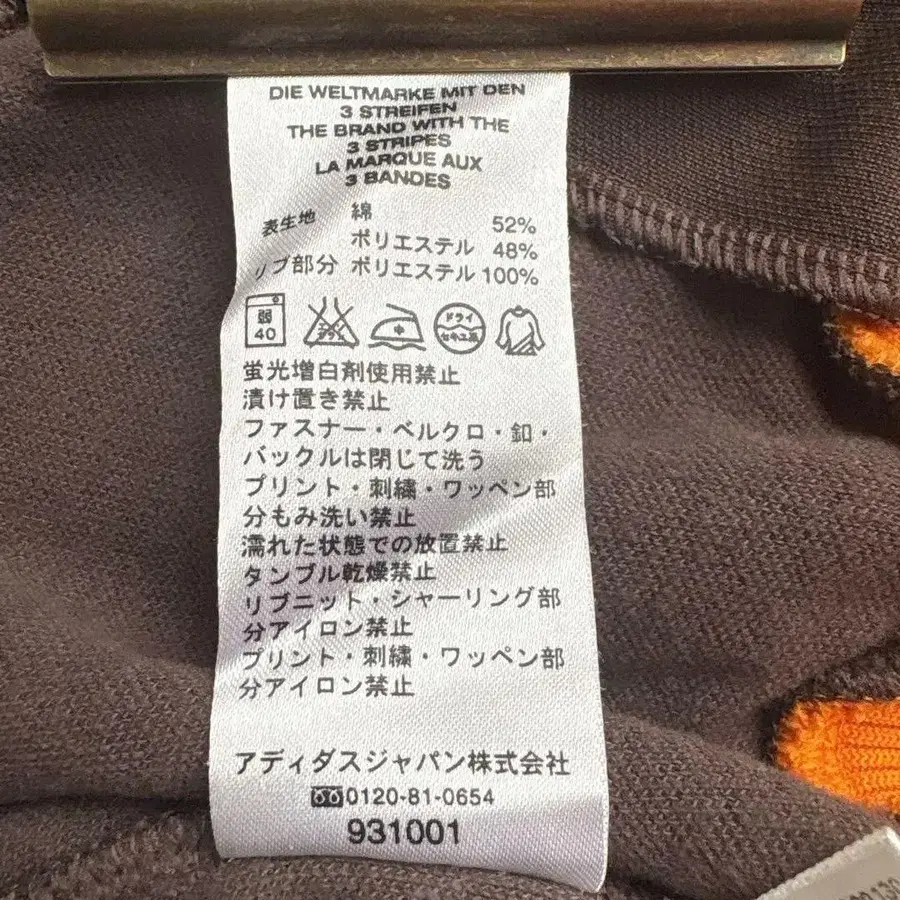 DIE WELTMARKE MIT DEN
3 STREIFEN
THE BRAND WITH THE
3 STRIPES
LA MARQUE AUX
3 BANDES
表生地 綿 52%
ポリエステル 48%
リブ部分 ポリエステル 100%
弱 40 ドライ セキユ系
蛍光増白剤使用禁止
漬け置き禁止
ファスナー・ベルクロ・釦・
バックルは閉じて洗う
プリント・刺繍・ワッペン部
分もみ洗い禁止
濡れた状態での放置禁止
タンブル乾燥禁止
リブニット・シャーリング部
分アイロン禁止
プリント・刺繍・ワッペン部
分アイロン禁止
アディダスジャパン株式会社
0120-81-0654
931001